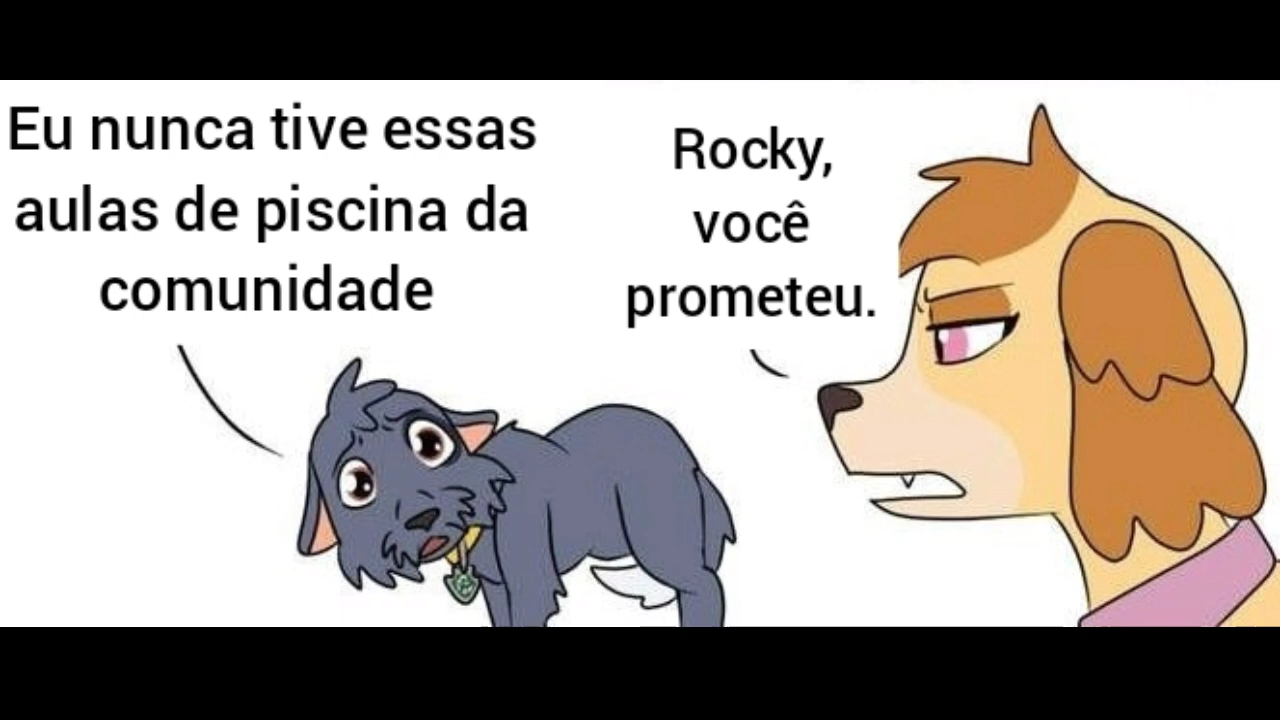 Eu nunca tive essas
aulas de piscina da
comunidade
Rocky,
você
prometeu.